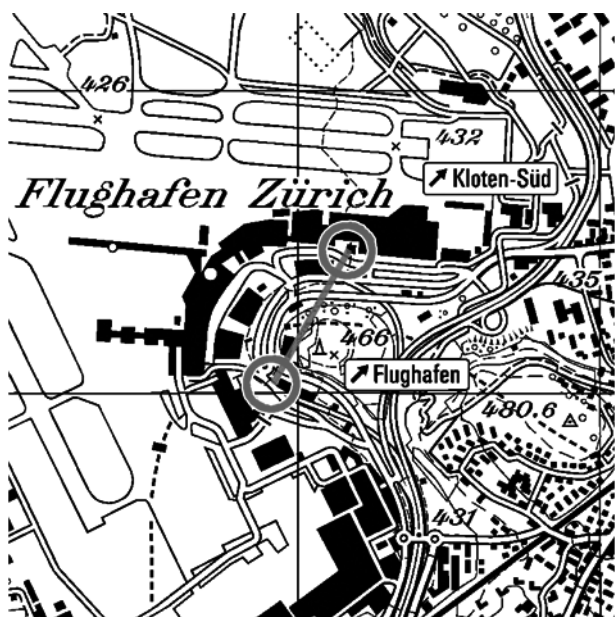 426
432
↗ Kloten-Süd
Flughafen Zürich
435
466
↗ Flughafen
480.6
431